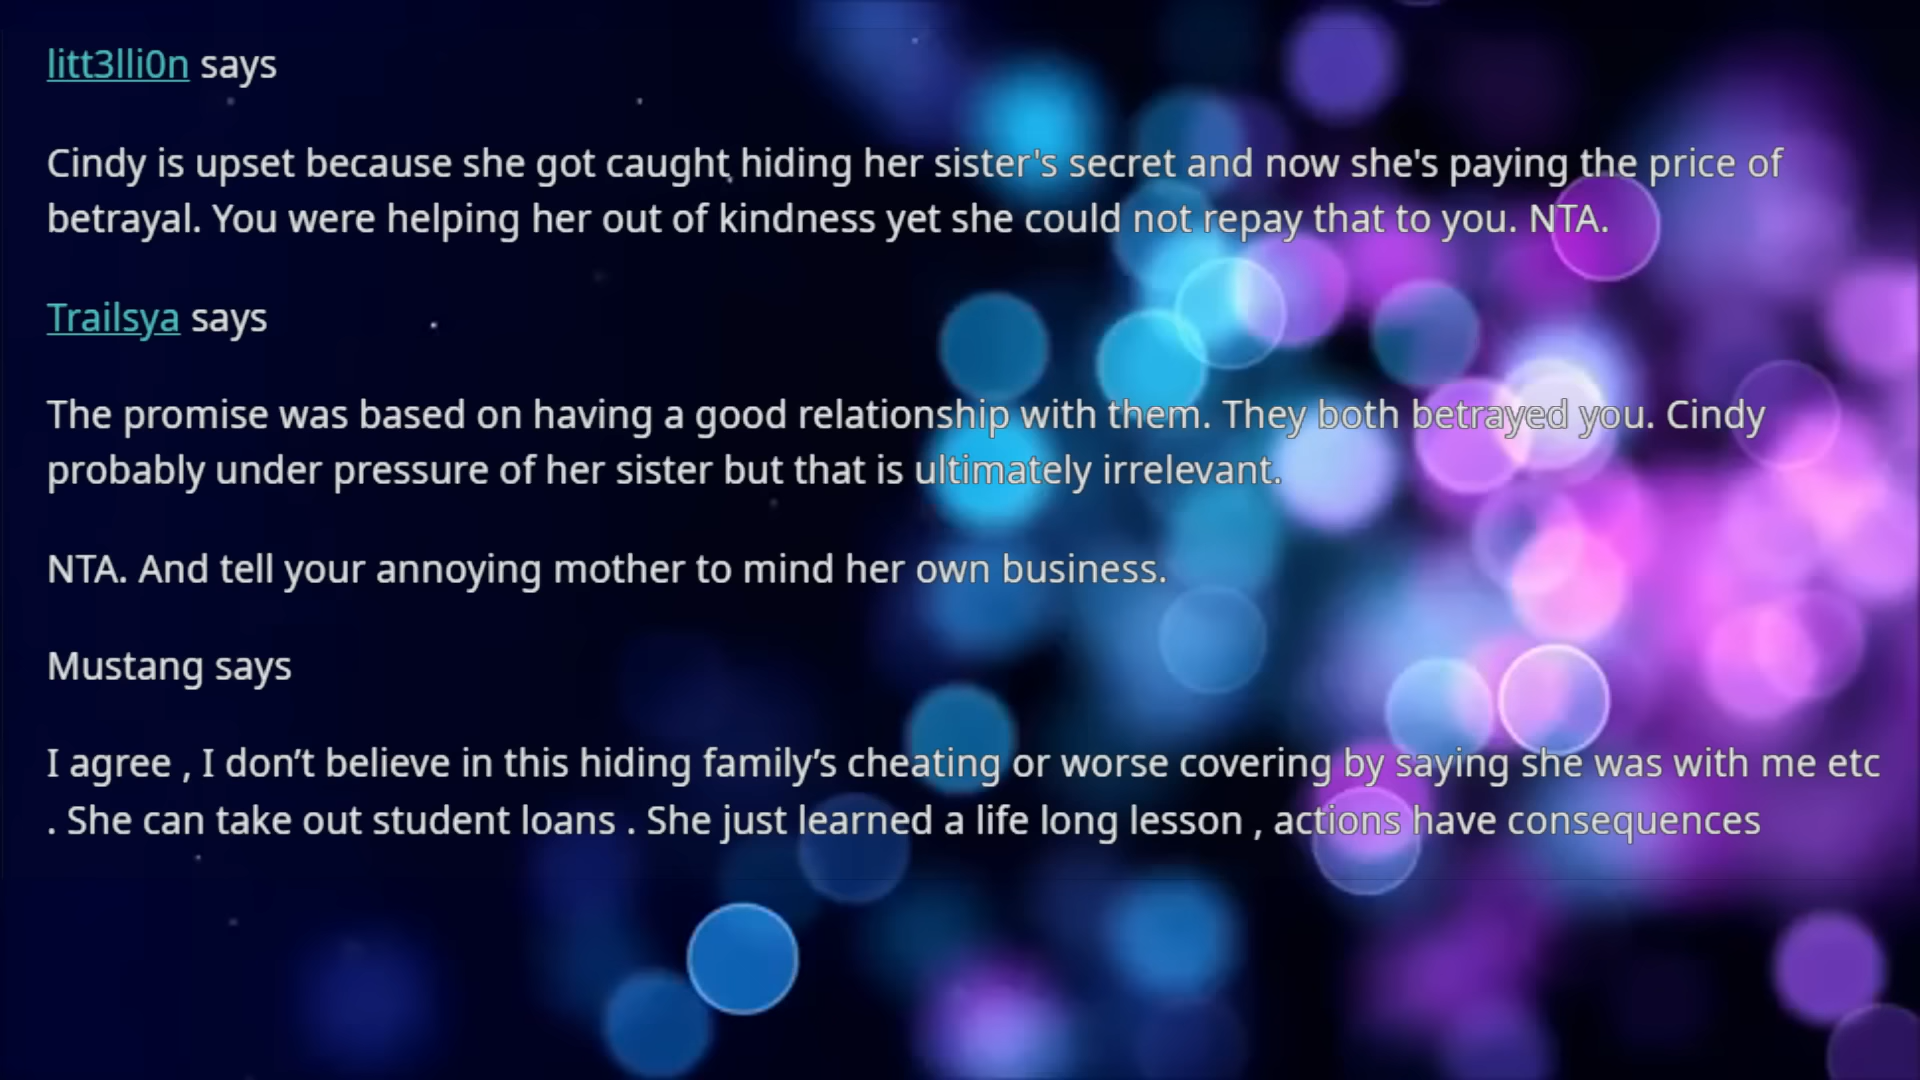 litt3lli0n says
Cindy is upset because she got caught hiding her sister's secret and now she's paying the price of
betrayal. You were helping her out of kindness yet she could not repay that to you. NTA.
Trailsya says
The promise was based on having a good relationship with them. They both betrayed you. Cindy
probably under pressure of her sister but that is ultimately irrelevant.
NTA. And tell your annoying mother to mind her own business.
Mustang says
I agree , I don’t believe in this hiding family’s cheating or worse covering by saying she was with me etc
. She can take out student loans . She just learned a life long lesson , actions have consequences